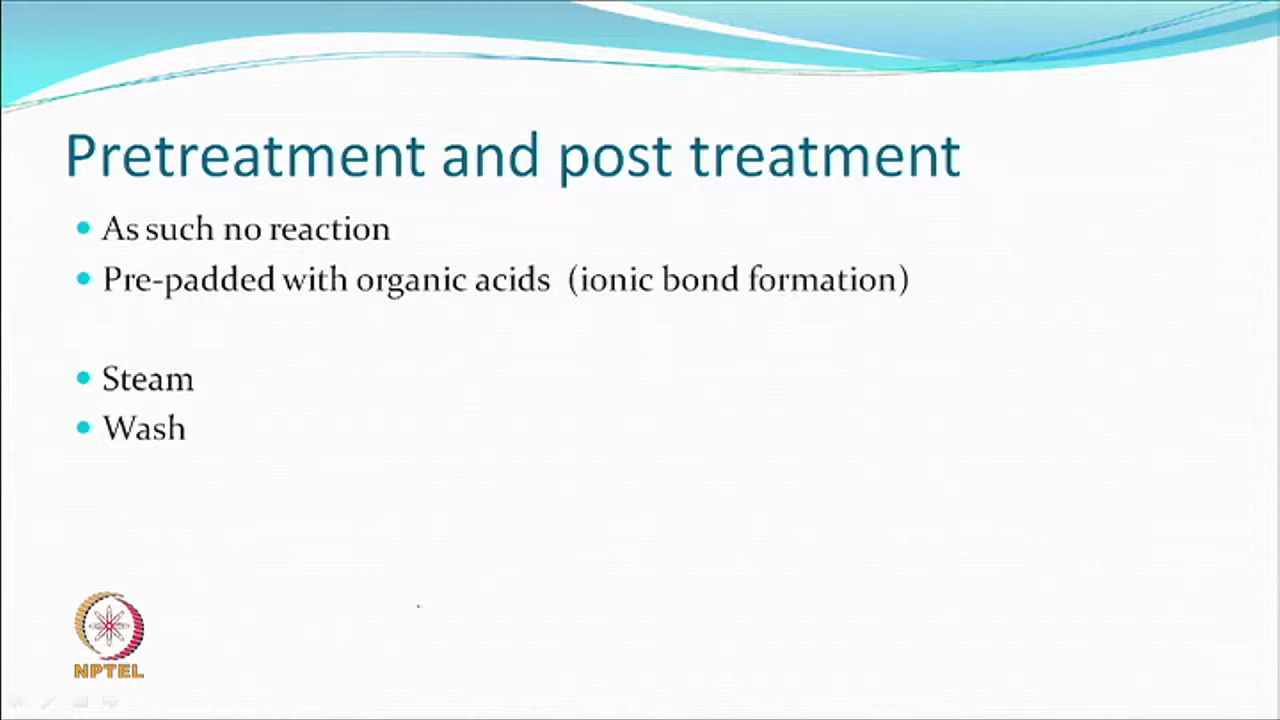 Pretreatment and post treatment
As such no reaction
Pre-padded with organic acids (ionic bond formation)
Steam
Wash
NPTEL